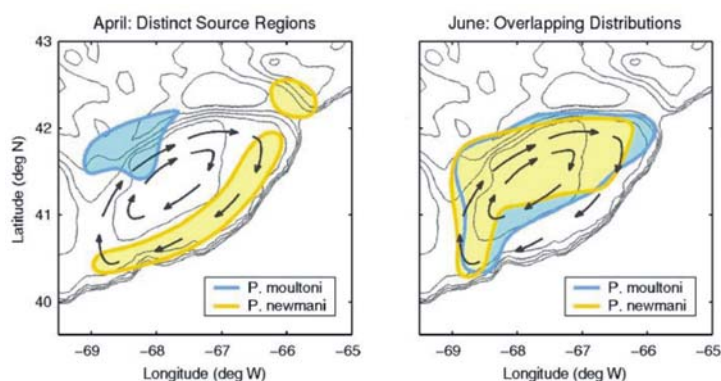 April: Distinct Source Regions
June: Overlapping Distributions
43
42
41
40
Latitude (deg N)
P. moultoni
P. newmani
−69
−68
−67
−66
−65
Longitude (deg W)
P. moultoni
P. newmani
−69
−68
−67
−66
−65
Longitude (deg W)